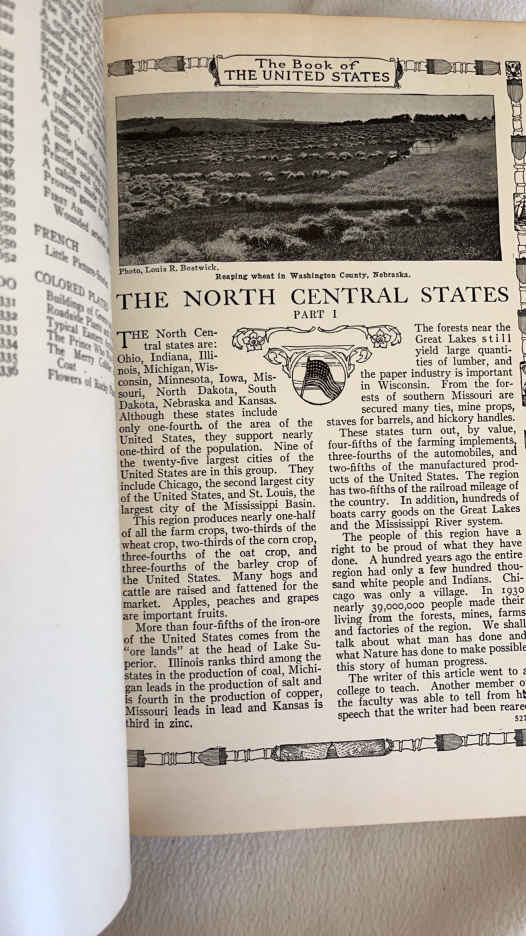 FRENCH
Little Picture
COLORED PLATES
Buildings of
Roadside Plants
Typical Eastern
The Prince
The Merry
Coat
Flowers of Rocky
331
332
333
334
335
336
The Book of
THE UNITED STATES
Photo, Louis R. Bostwick.
Reaping wheat in Washington County, Nebraska.
THE NORTH CENTRAL STATES
PART I
THE North Cen-
tral states are:
Ohio, Indiana, Illi-
nois, Michigan, Wis-
consin, Minnesota, Iowa, Mis-
souri, North Dakota, South
Dakota, Nebraska and Kansas.
Although these states include
only one-fourth of the area of the
United States, they support nearly
one-third of the population. Nine of
the twenty-five largest cities of the
United States are in this group. They
include Chicago, the second largest city
of the United States, and St. Louis, the
largest city of the Mississippi Basin.
This region produces nearly one-half
of all the farm crops, two-thirds of the
wheat crop, two-thirds of the corn crop,
three-fourths of the oat crop, and
three-fourths of the barley crop of
the United States. Many hogs and
cattle are raised and fattened for the
market. Apples, peaches and grapes
are important fruits.
More than four-fifths of the iron-ore
of the United States comes from the
"ore lands" at the head of Lake Su-
perior. Illinois ranks third among the
states in the production of coal, Michi-
gan leads in the production of salt and
is fourth in the production of copper,
Missouri leads in lead and Kansas is
third in zinc.
The forests near the
Great Lakes still
yield large quanti-
ties of lumber, and
the paper industry is important
in Wisconsin. From the for-
ests of southern Missouri are
secured many ties, mine props,
staves for barrels, and hickory handles.
These states turn out, by value,
four-fifths of the farming implements,
three-fourths of the automobiles, and
two-fifths of the manufactured prod-
ucts of the United States. The region
has two-fifths of the railroad mileage of
the country. In addition, hundreds of
boats carry goods on the Great Lakes
and the Mississippi River system.
The people of this region have a
right to be proud of what they have
done. A hundred years ago the entire
region had only a few hundred thou-
sand white people and Indians. Chi-
cago was only a village. In 1930
nearly 39,000,000 people made their
living from the forests, mines, farms
and factories of the region. We shall
talk about what man has done and
what Nature has done to make possible
this story of human progress.
The writer of this article went to a
college to teach. Another member of
the faculty was able to tell from his
speech that the writer had been reared